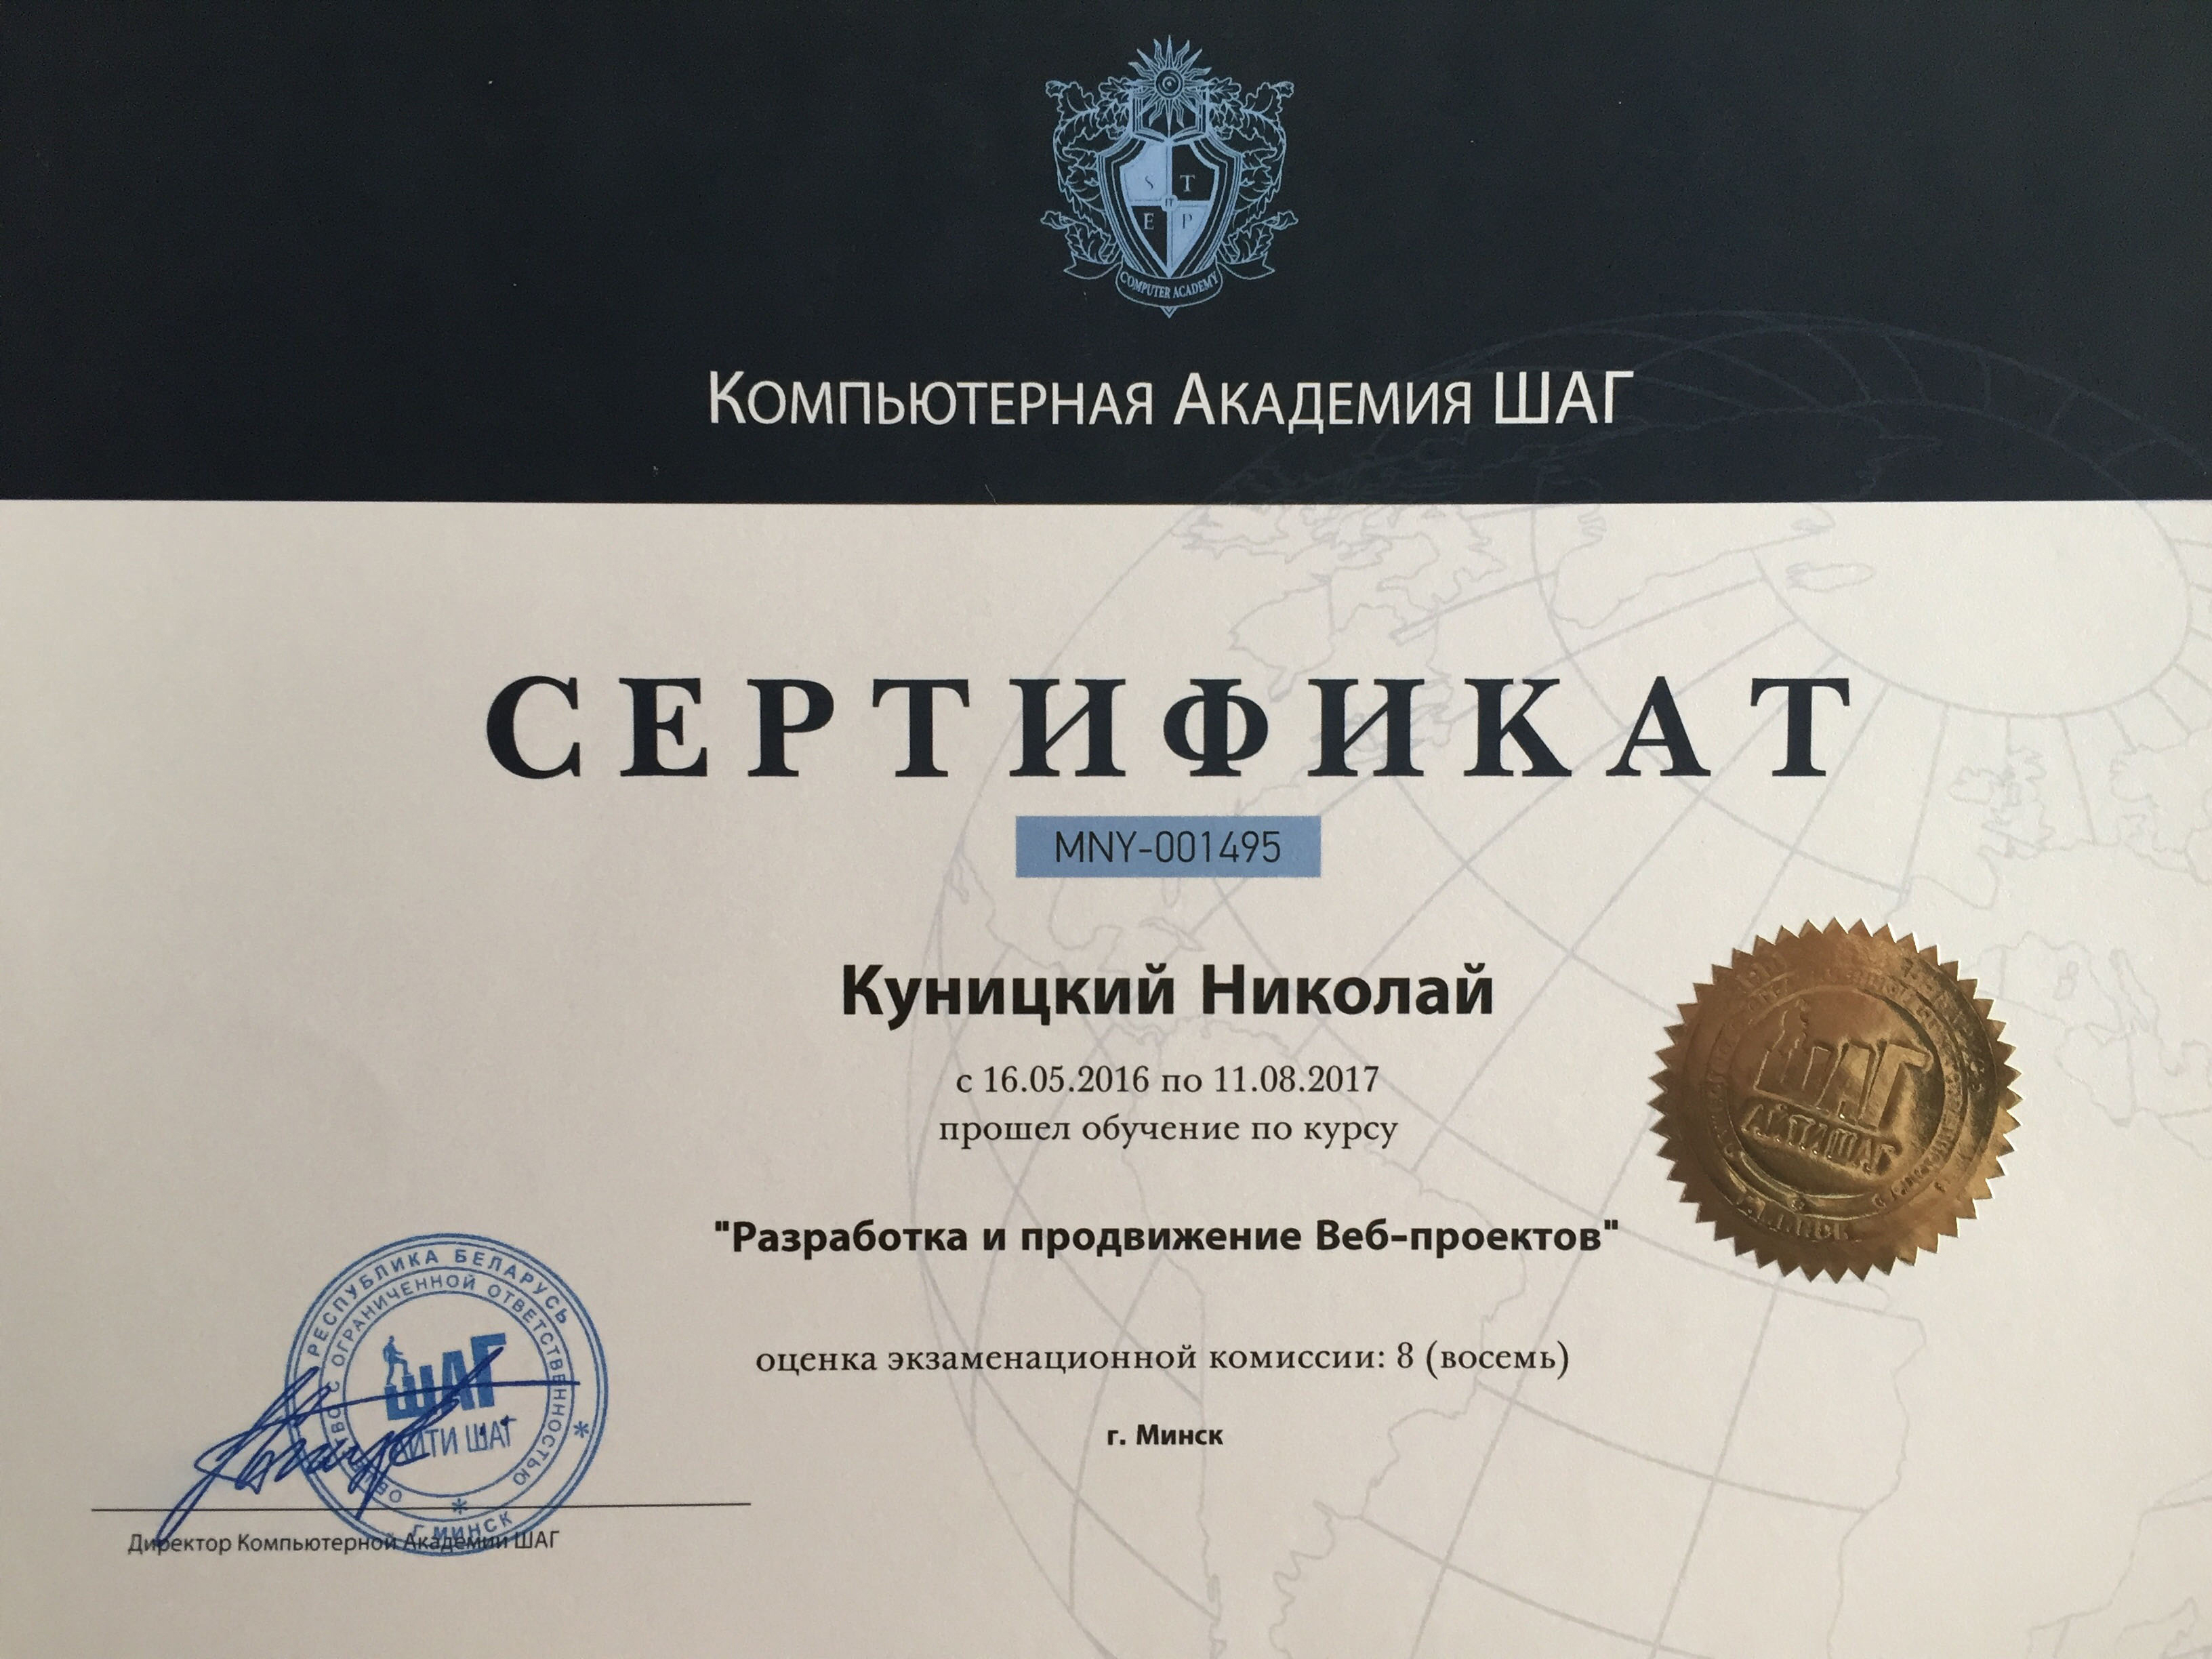 S T
IT
E P
COMPUTER ACADEMY
Компьютерная Академия ШАГ
СЕРТИФИКАТ
MNY-001495
Куницкий Николай
с 16.05.2016 по 11.08.2017
прошел обучение по курсу
"Разработка и продвижение Веб-проектов"
оценка экзаменационной комиссии: 8 (восемь)
г. Минск
ШАГ
АЙТИ ШАГ
РЕСПУБЛИКА БЕЛАРУСЬ
С ОГРАНИЧЕННОЙ ОТВЕТСТВЕННОСТЬЮ
ШАГ
АЙТИ ШАГ
Г. МИНСК
Директор Компьютерной Академии ШАГ